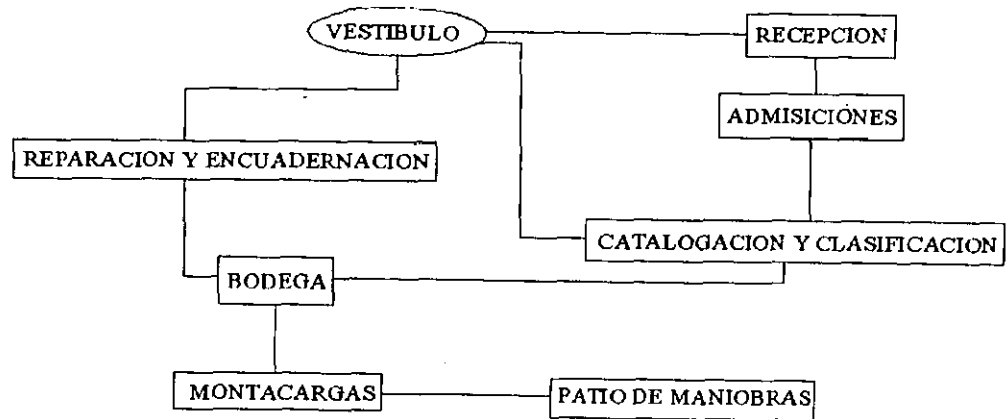 VESTIBULO
RECEPCION
ADMISICIONES
REPARACION Y ENCUADERNACION
CATALOGACION Y CLASIFICACION
BODEGA
MONTACARGAS
PATIO DE MANIOBRAS